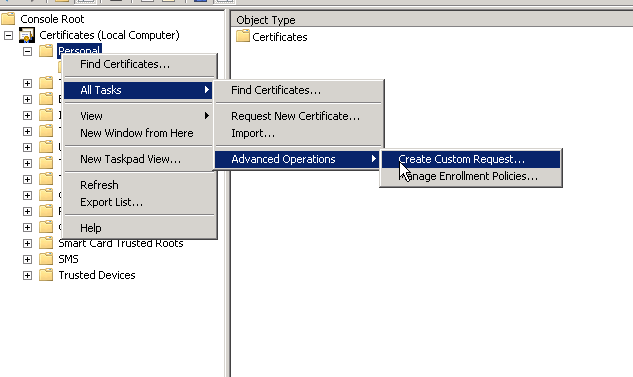 Console Root
Certificates (Local Computer)
Personal
Object Type
Certificates
Find Certificates...
All Tasks
View
New Window from Here
New Taskpad View...
Refresh
Export List...
Help
Find Certificates...
Request New Certificate...
Import...
Advanced Operations
Create Custom Request...
Manage Enrollment Policies...
Smart Card Trusted Roots
SMS
Trusted Devices